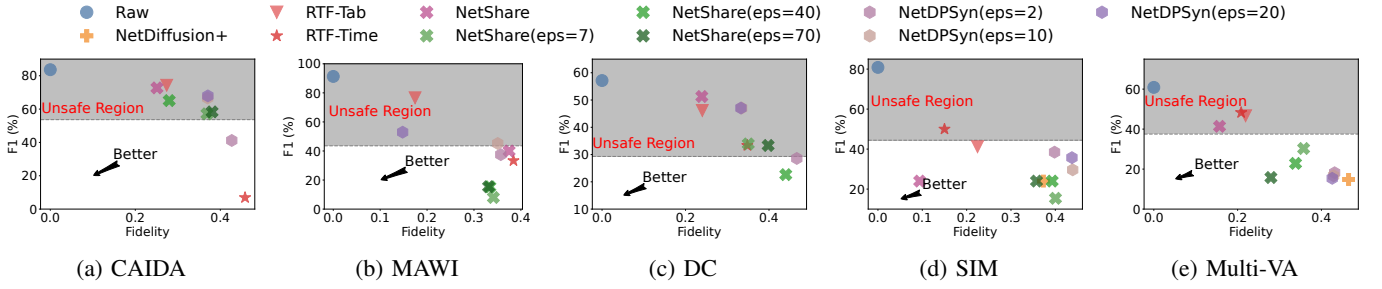 Raw RTF-Tab NetShare NetShare(eps=40) NetDPSyn(eps=2) NetDPSyn(eps=20)
NetDiffusion+ RTF-Time NetShare(eps=7) NetShare(eps=70) NetDPSyn(eps=10)
F1 (%)
80
60
40
20
0
Unsafe Region
Better
0.0 0.2 0.4
Fidelity
(a) CAIDA
F1 (%)
100
80
60
40
20
0
Unsafe Region
Better
0.0 0.1 0.2 0.3 0.4
Fidelity
(b) MAWI
F1 (%)
60
50
40
30
20
10
Unsafe Region
Better
0.0 0.2 0.4
Fidelity
(c) DC
F1 (%)
80
60
40
20
Unsafe Region
Better
0.0 0.1 0.2 0.3 0.4
Fidelity
(d) SIM
F1 (%)
60
40
20
0
Unsafe Region
Better
0.0 0.2 0.4
Fidelity
(e) Multi-VA